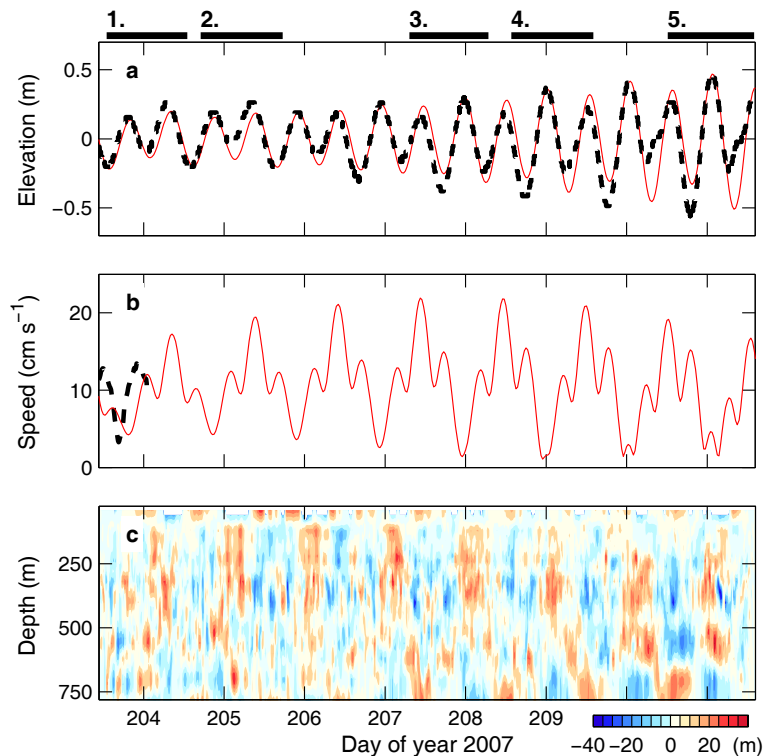 1. 2. 3. 4. 5.
a
0.5
0
−0.5
Elevation (m)
b
20
10
0
Speed (cm s⁻¹)
c
250
500
750
Depth (m)
204 205 206 207 208 209
Day of year 2007
−40 −20 0 20 (m)